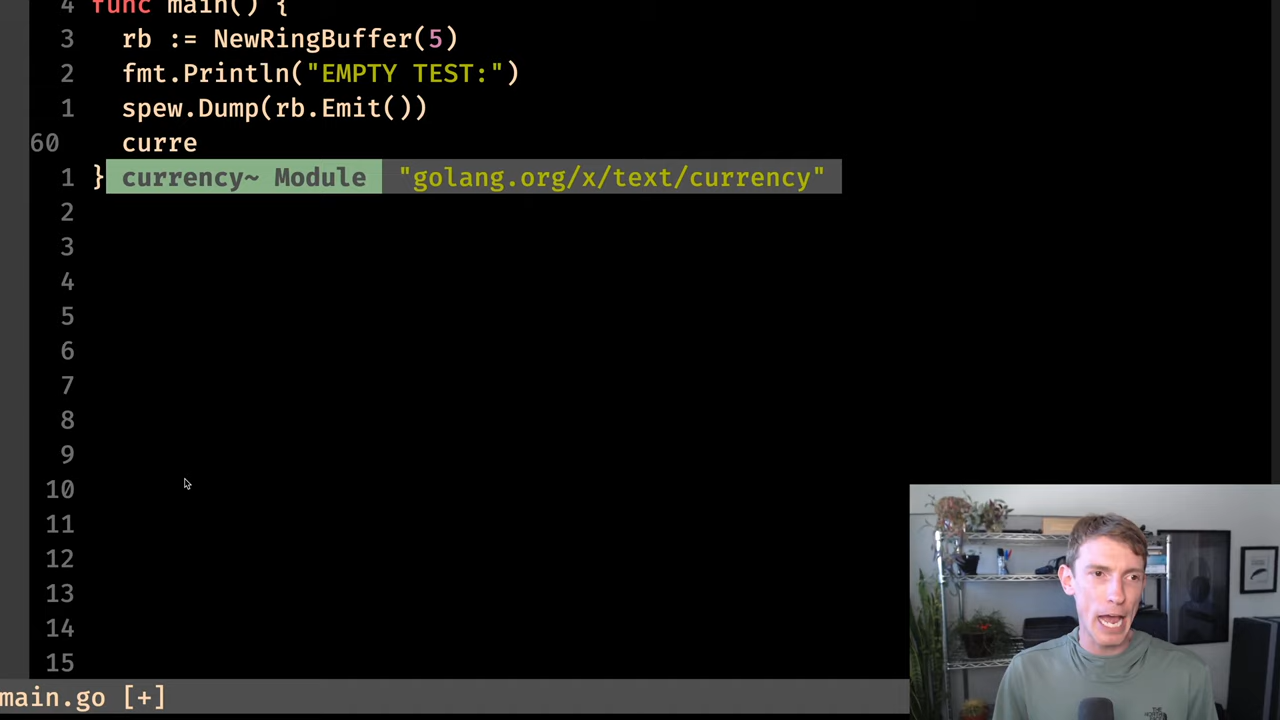 4 func main() {
3 rb := NewRingBuffer(5)
2 fmt.Println("EMPTY TEST:")
1 spew.Dump(rb.Emit())
60 curre
1 } currency~ Module "golang.org/x/text/currency"
2
3
4
5
6
7
8
9
10
11
12
13
14
15
main.go [+]